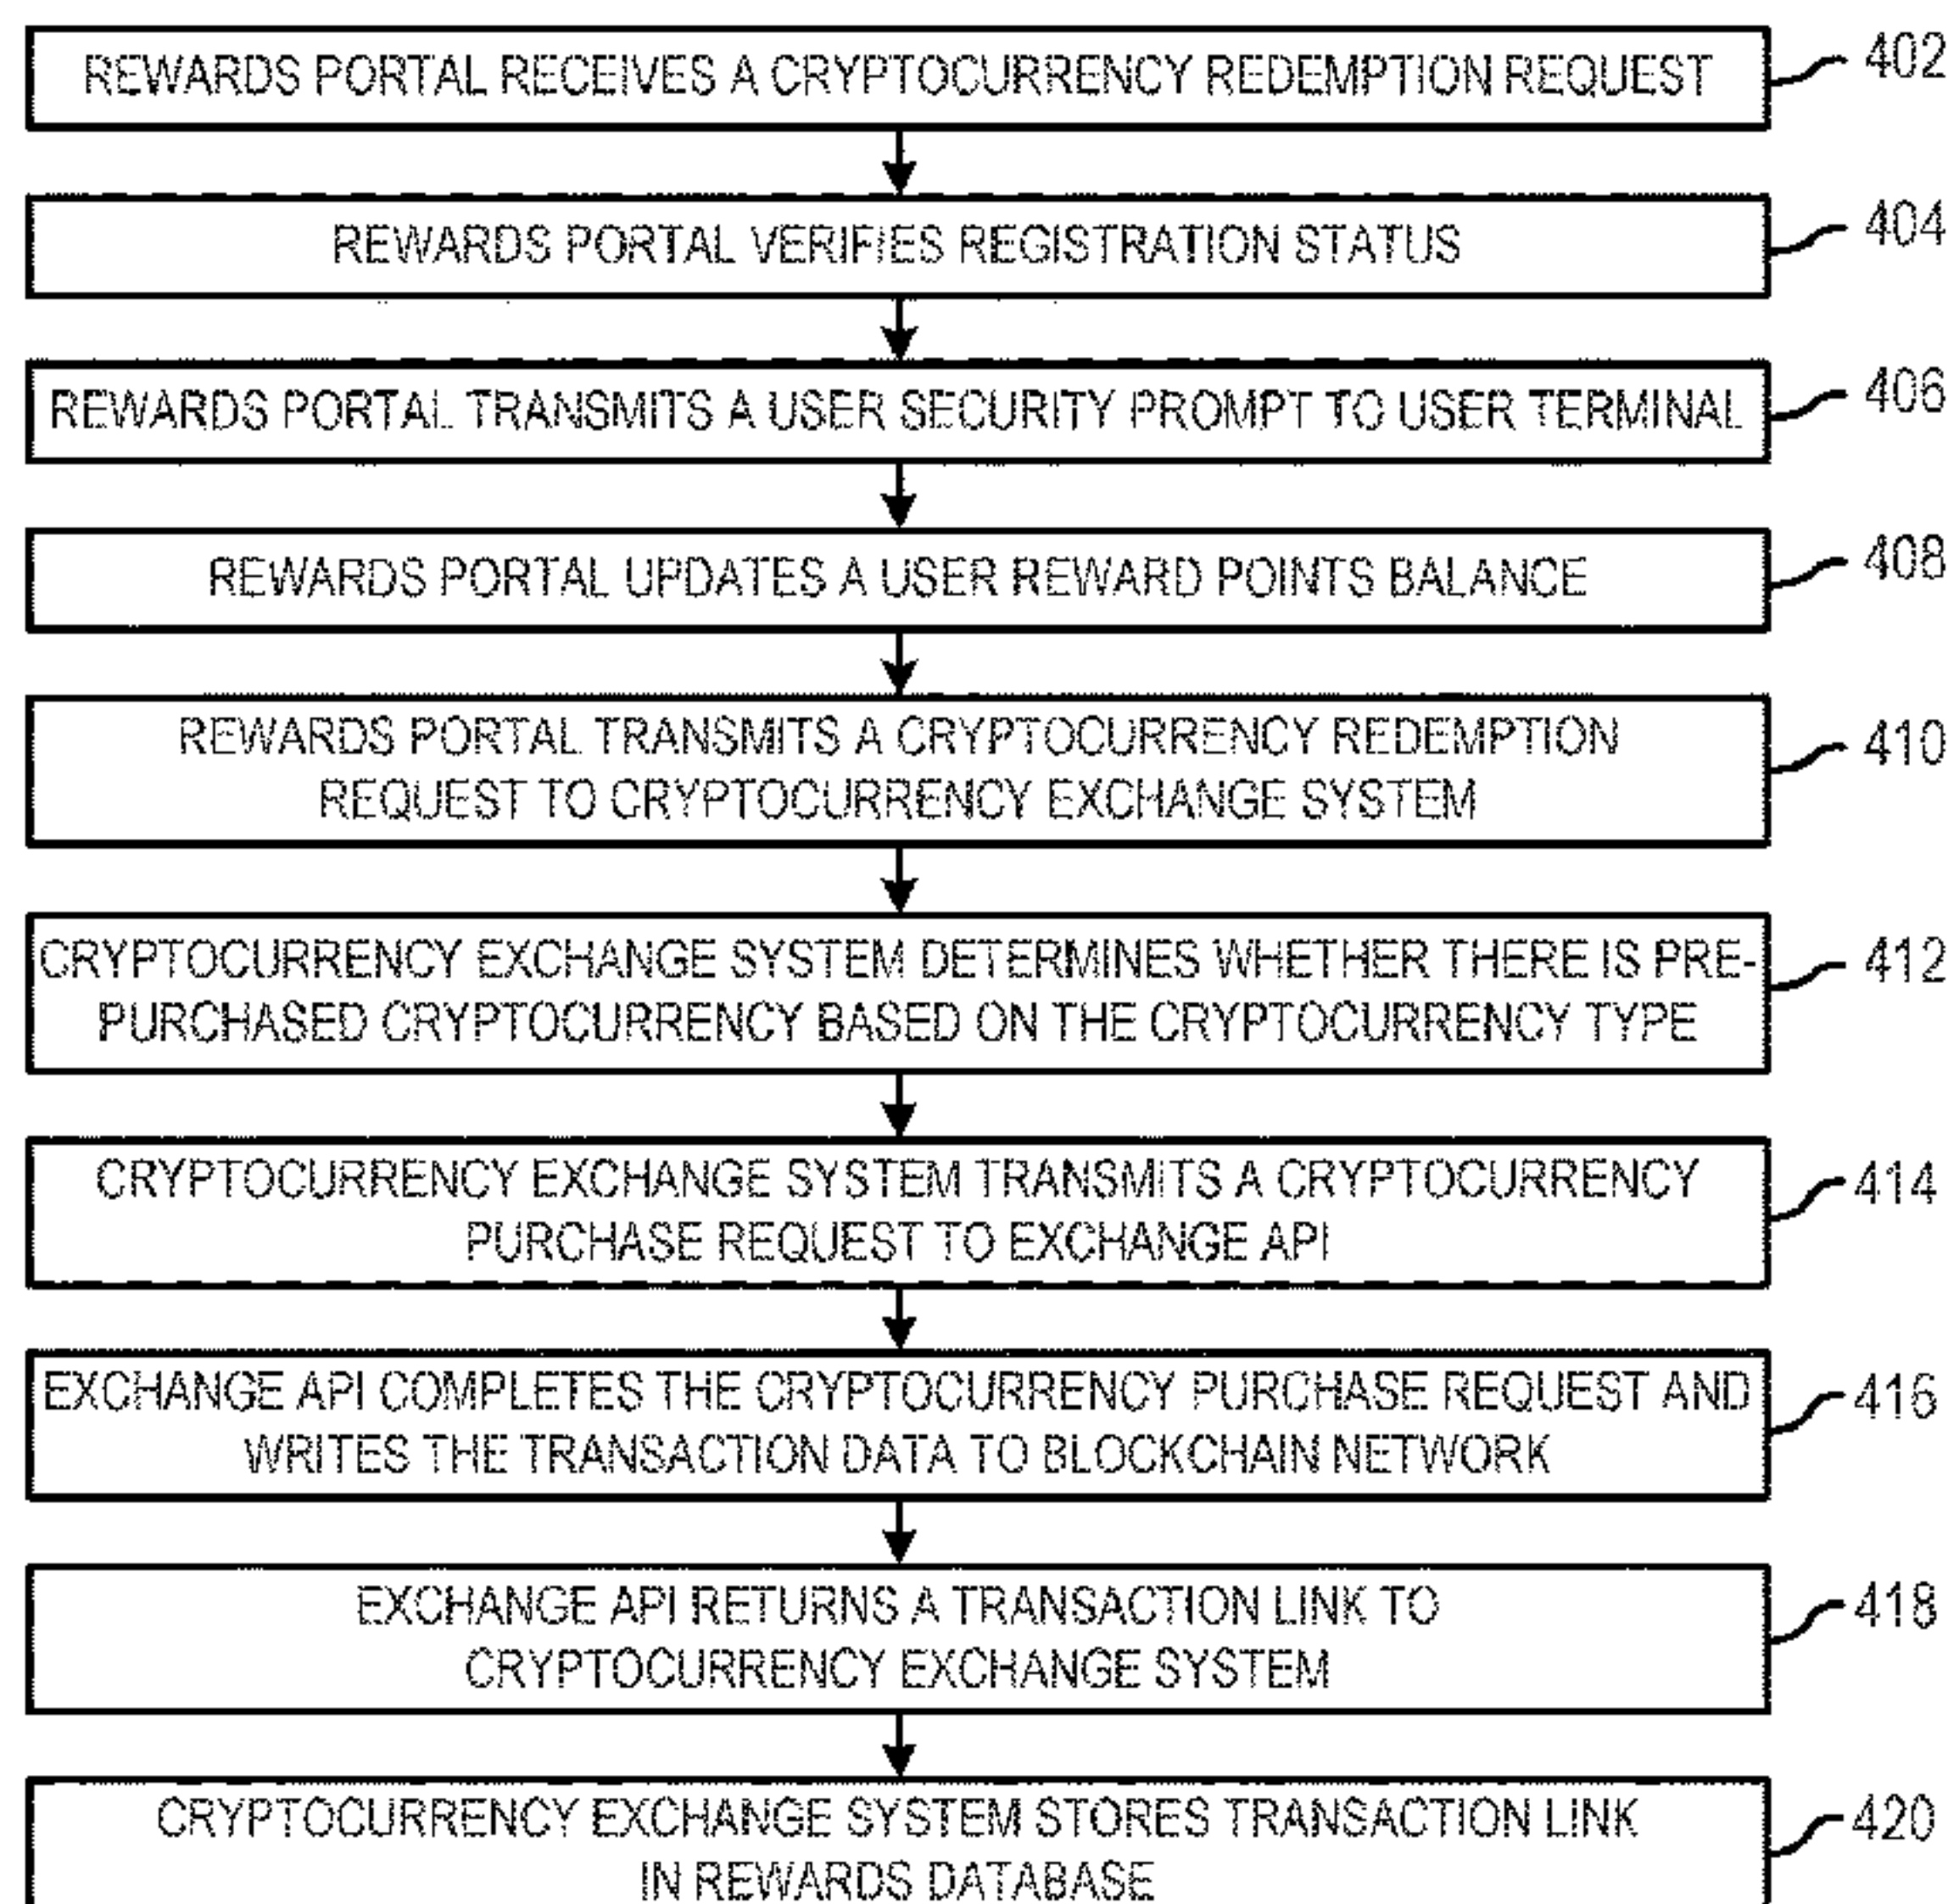 REWARDS PORTAL RECEIVES A CRYPTOCURRENCY REDEMPTION REQUEST
402
REWARDS PORTAL VERIFIES REGISTRATION STATUS
404
REWARDS PORTAL TRANSMITS A USER SECURITY PROMPT TO USER TERMINAL
406
REWARDS PORTAL UPDATES A USER REWARD POINTS BALANCE
408
REWARDS PORTAL TRANSMITS A CRYPTOCURRENCY REDEMPTION
REQUEST TO CRYPTOCURRENCY EXCHANGE SYSTEM
410
CRYPTOCURRENCY EXCHANGE SYSTEM DETERMINES WHETHER THERE IS PRE-
PURCHASED CRYPTOCURRENCY BASED ON THE CRYPTOCURRENCY TYPE
412
CRYPTOCURRENCY EXCHANGE SYSTEM TRANSMITS A CRYPTOCURRENCY
PURCHASE REQUEST TO EXCHANGE API
414
EXCHANGE API COMPLETES THE CRYPTOCURRENCY PURCHASE REQUEST AND
WRITES THE TRANSACTION DATA TO BLOCKCHAIN NETWORK
416
EXCHANGE API RETURNS A TRANSACTION LINK TO
CRYPTOCURRENCY EXCHANGE SYSTEM
418
CRYPTOCURRENCY EXCHANGE SYSTEM STORES TRANSACTION LINK
IN REWARDS DATABASE
420